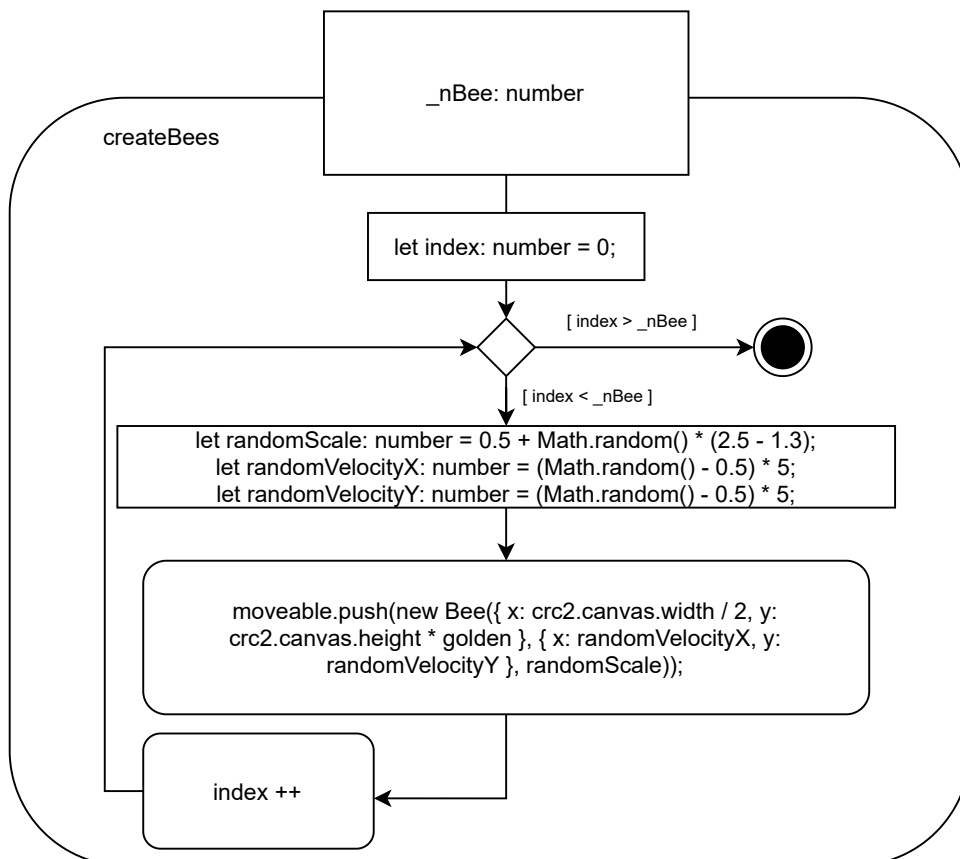 _nBee: number
createBees
let index: number = 0;
[ index > _nBee ]
[ index < _nBee ]
let randomScale: number = 0.5 + Math.random() * (2.5 - 1.3);
let randomVelocityX: number = (Math.random() - 0.5) * 5;
let randomVelocityY: number = (Math.random() - 0.5) * 5;
moveable.push(new Bee({ x: crc2.canvas.width / 2, y:
crc2.canvas.height * golden }, { x: randomVelocityX, y:
randomVelocityY }, randomScale));
index ++